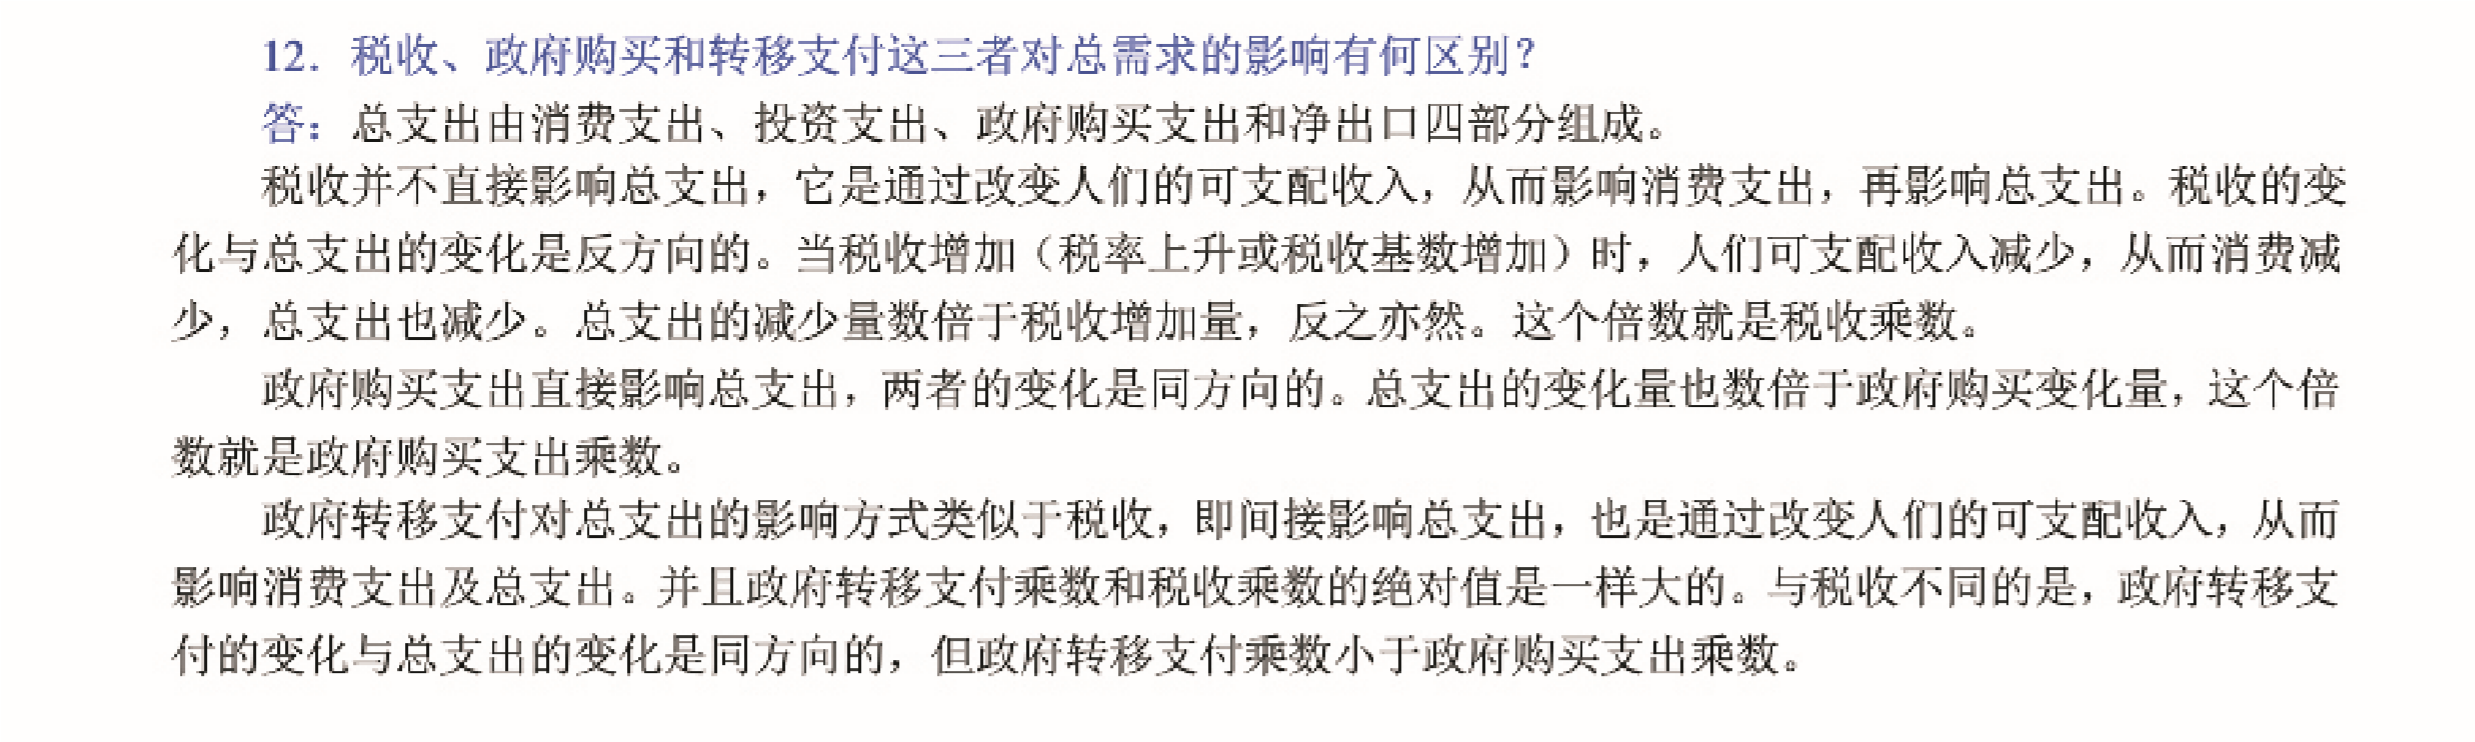 12. 税收、政府购买和转移支付这三者对总需求的影响有何区别？
答：总支出由消费支出、投资支出、政府购买支出和净出口四部分组成。
税收并不直接影响总支出，它是通过改变人们的可支配收入，从而影响消费支出，再影响总支出。税收的变
化与总支出的变化是反方向的。当税收增加（税率上升或税收基数增加）时，人们可支配收入减少，从而消费减
少，总支出也减少。总支出的减少量数倍于税收增加量，反之亦然。这个倍数就是税收乘数。
政府购买支出直接影响总支出，两者的变化是同方向的。总支出的变化量也数倍于政府购买变化量，这个倍
数就是政府购买支出乘数。
政府转移支付对总支出的影响方式类似于税收，即间接影响总支出，也是通过改变人们的可支配收入，从而
影响消费支出及总支出。并且政府转移支付乘数和税收乘数的绝对值是一样大的。与税收不同的是，政府转移支
付的变化与总支出的变化是同方向的，但政府转移支付乘数小于政府购买支出乘数。